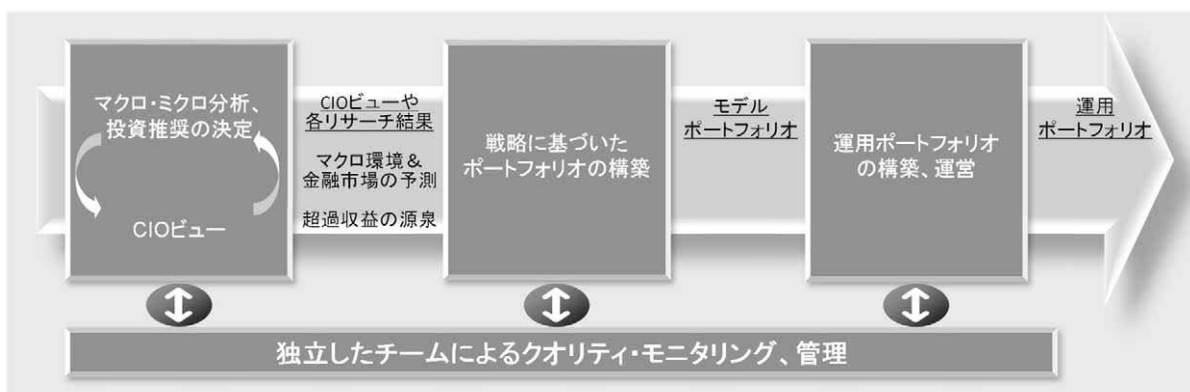 マクロ・ミクロ分析、
投資推奨の決定
CIOビュー
CIOビューや
各リサーチ結果
マクロ環境＆
金融市場の予測
超過収益の源泉
戦略に基づいた
ポートフォリオの構築
モデル
ポートフォリオ
運用ポートフォリオ
の構築、運営
運用
ポートフォリオ
独立したチームによるクオリティ・モニタリング、管理